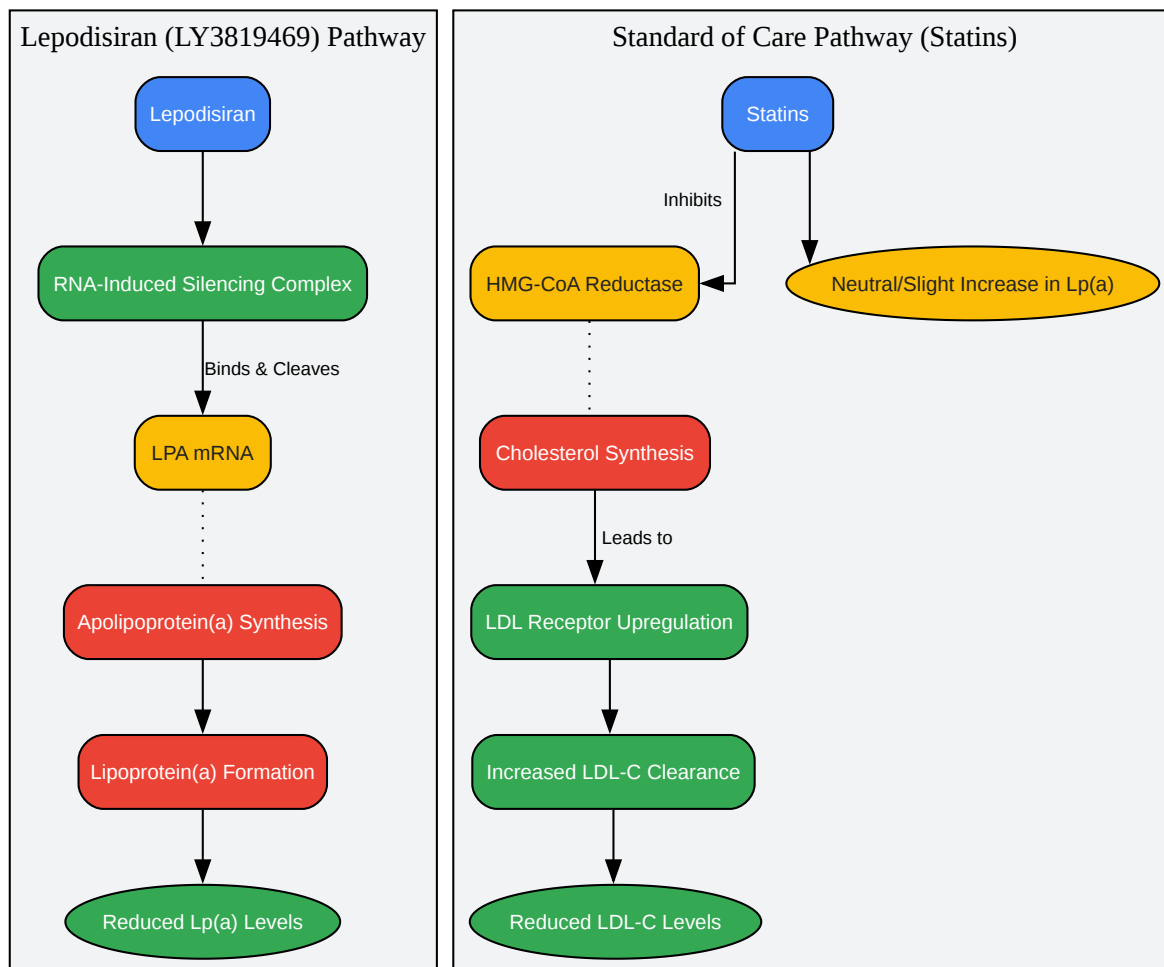 Lepodisiran (LY3819469) Pathway
Lepodisiran
RNA-Induced Silencing Complex
Binds & Cleaves
LPA mRNA
Apolipoprotein(a) Synthesis
Lipoprotein(a) Formation
Reduced Lp(a) Levels
Standard of Care Pathway (Statins)
Statins
Inhibits
HMG-CoA Reductase
Neutral/Slight Increase in Lp(a)
Cholesterol Synthesis
Leads to
LDL Receptor Upregulation
Increased LDL-C Clearance
Reduced LDL-C Levels